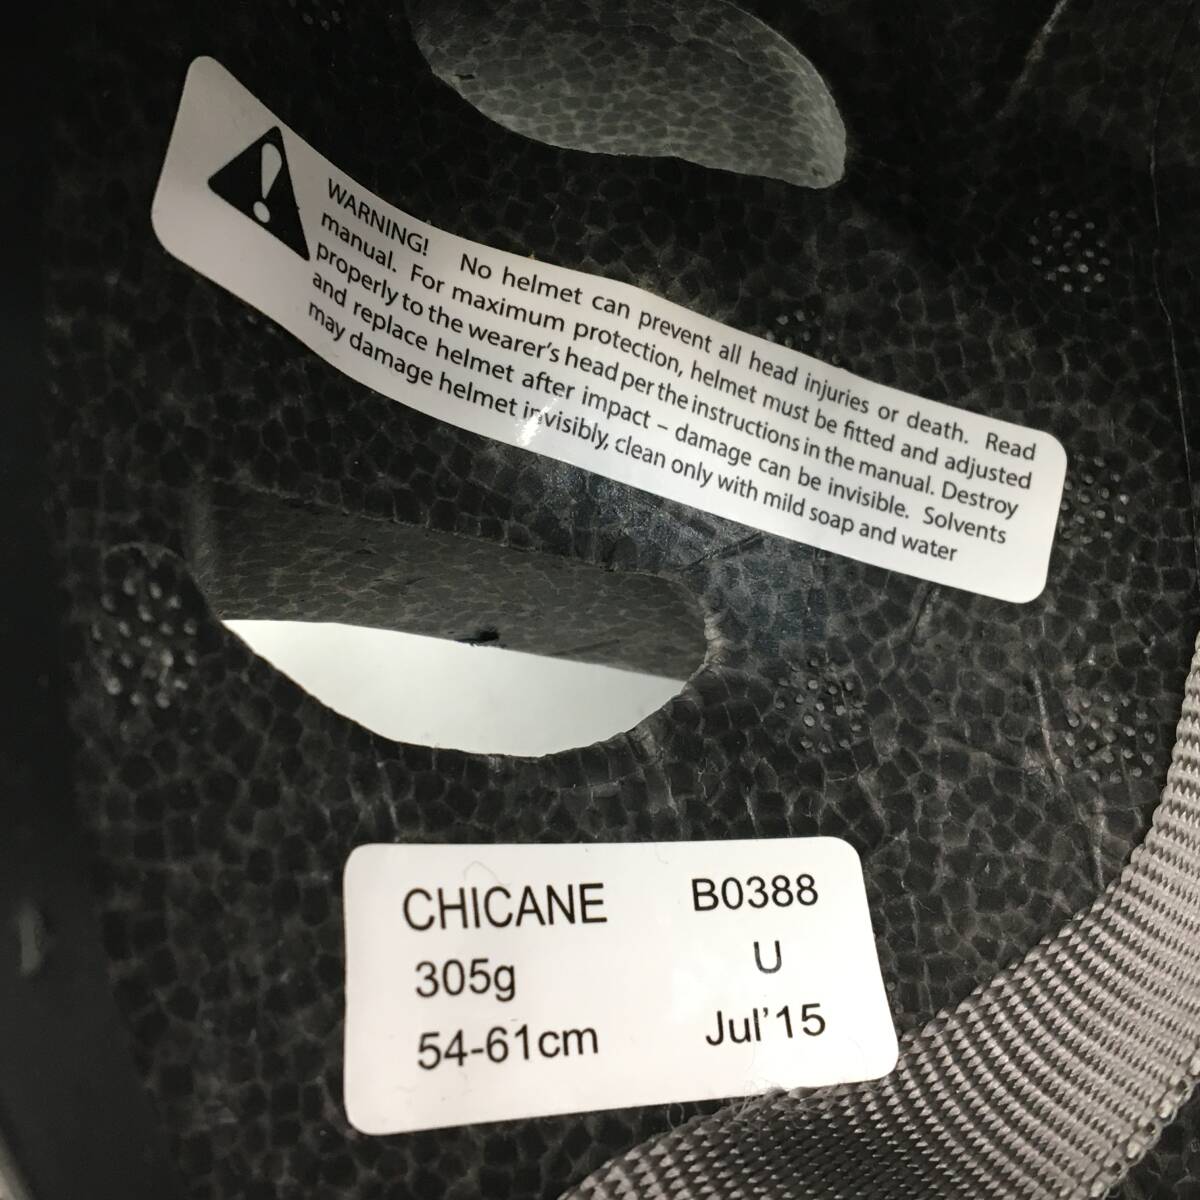 WARNING! No helmet can prevent all head injuries or death. Read
manual. For maximum protection, helmet must be fitted and adjusted
properly to the wearer's head per the instructions in the manual. Destroy
and replace helmet after impact – damage can be invisible. Solvents
may damage helmet invisibly, clean only with mild soap and water
CHICANE B0388
305g U
54-61cm Jul'15